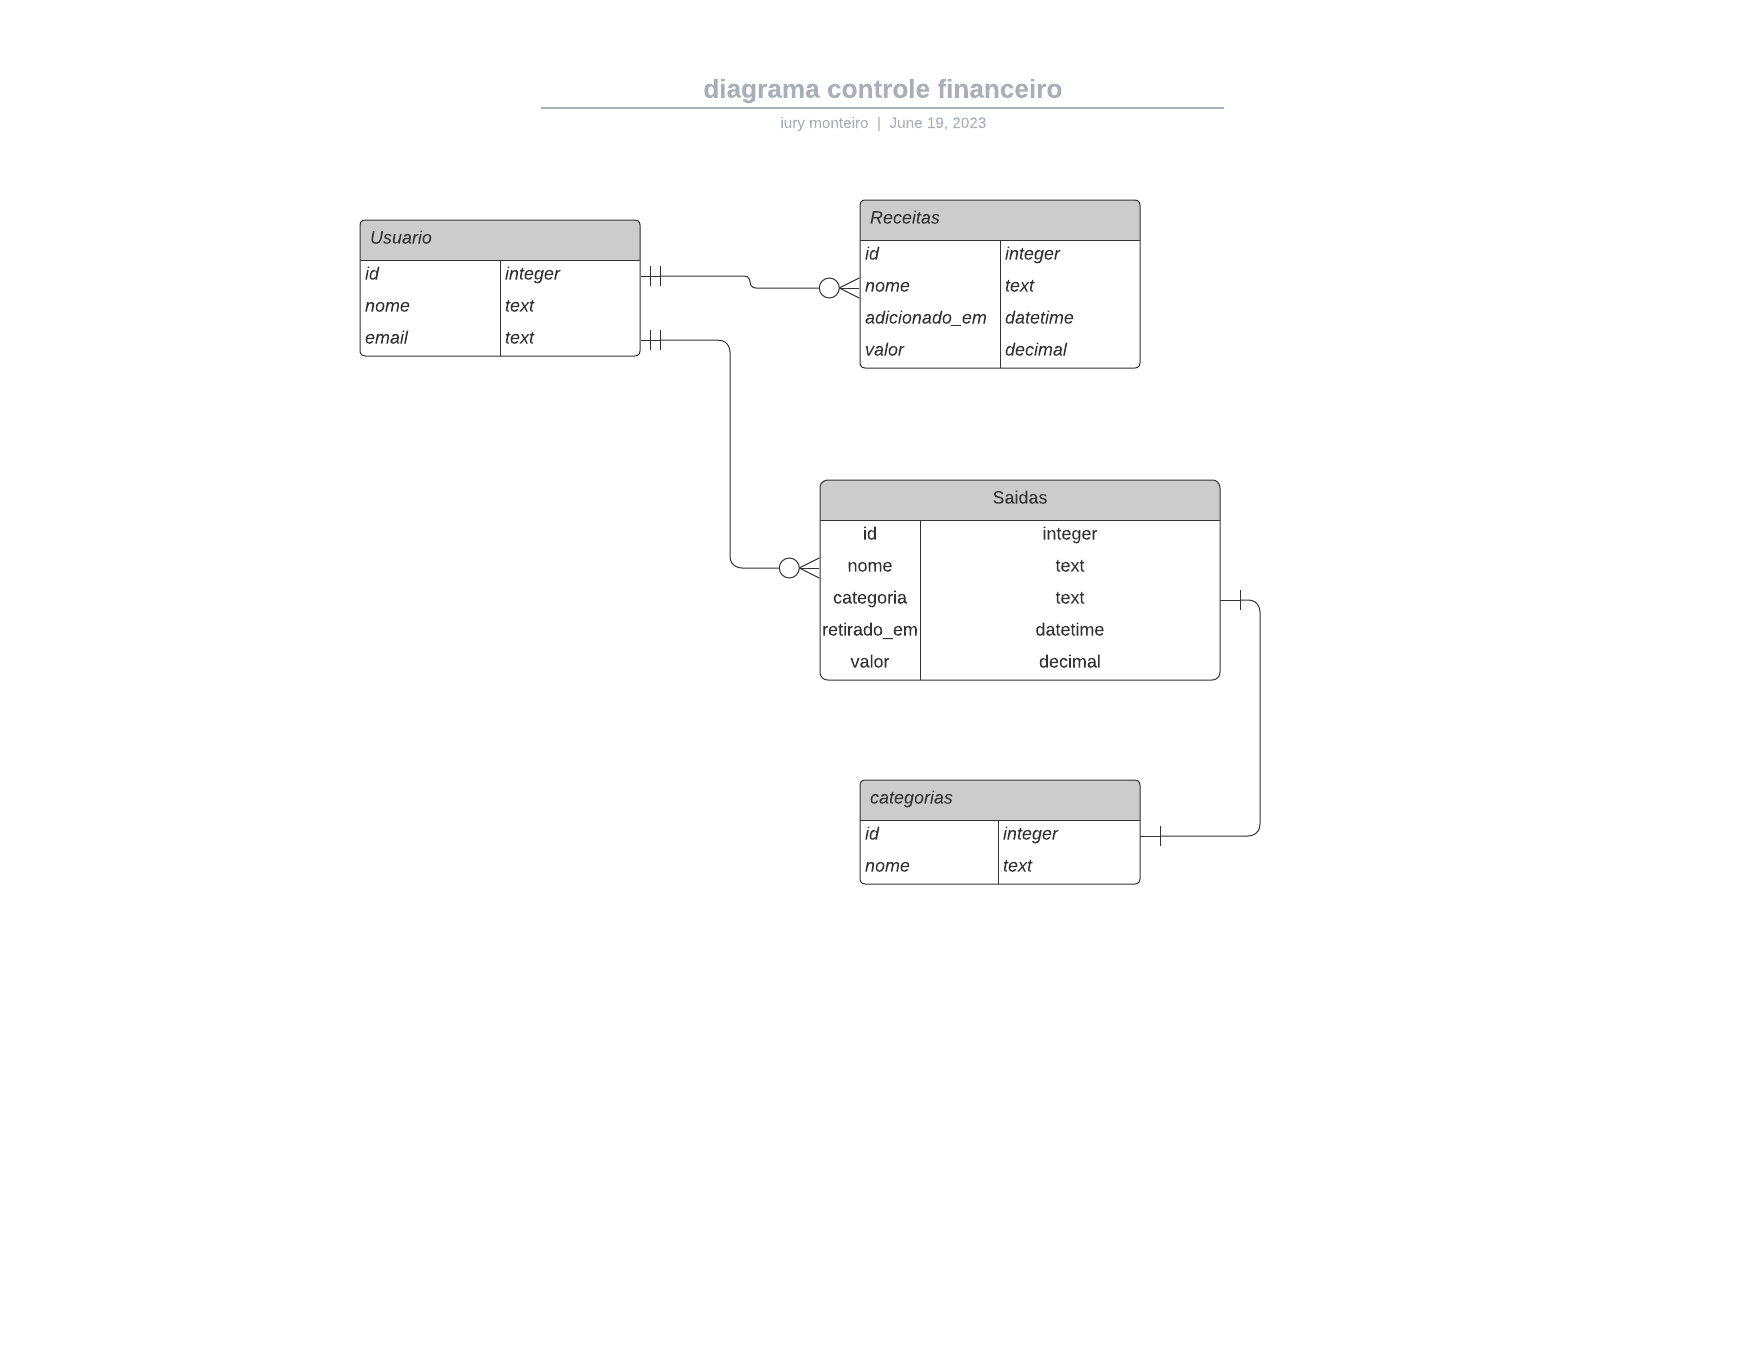 diagrama controle financeiro
iury monteiro | June 19, 2023
Usuario
id integer
nome text
email text
Receitas
id integer
nome text
adicionado_em datetime
valor decimal
Saidas
id integer
nome text
categoria text
retirado_em datetime
valor decimal
categorias
id integer
nome text